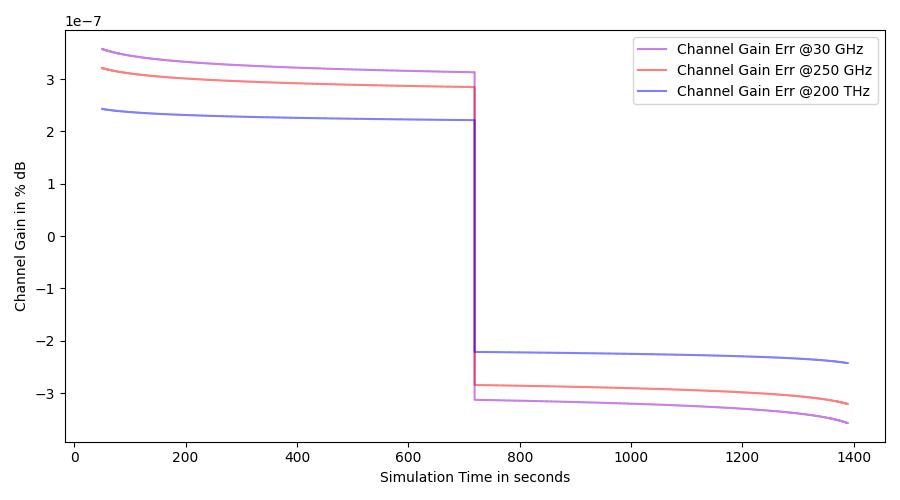 1e−7
Channel Gain Err @30 GHz
Channel Gain Err @250 GHz
Channel Gain Err @200 THz
3
2
1
0
−1
−2
−3
Channel Gain in % dB
0 200 400 600 800 1000 1200 1400
Simulation Time in seconds